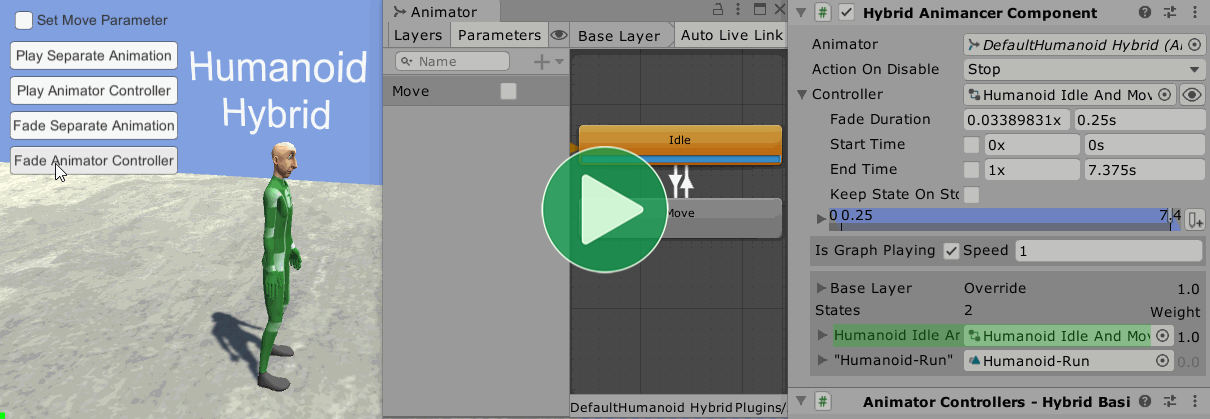 Set Move Parameter
Play Separate Animation
Play Animator Controller
Fade Separate Animation
Fade Animator Controller
Humanoid
Hybrid
Animator
Layers
Parameters
Base Layer
Auto Live Link
Name
Move
Idle
Move
DefaultHumanoid Hybrid Plugins/
Hybrid Animancer Component
Animator
DefaultHumanoid Hybrid (A
Action On Disable
Stop
Controller
Humanoid Idle And Mov
Fade Duration
0.03389831x
0.25s
Start Time
0x
0s
End Time
1x
7.375s
Keep State On Sto
0 0.25
7.4
Is Graph Playing
Speed
1
Base Layer
Override
1.0
States
2
Weight
Humanoid Idle Ar
Humanoid Idle And Mov
1.0
"Humanoid-Run"
Humanoid-Run
0.0
Animator Controllers - Hybrid Basi